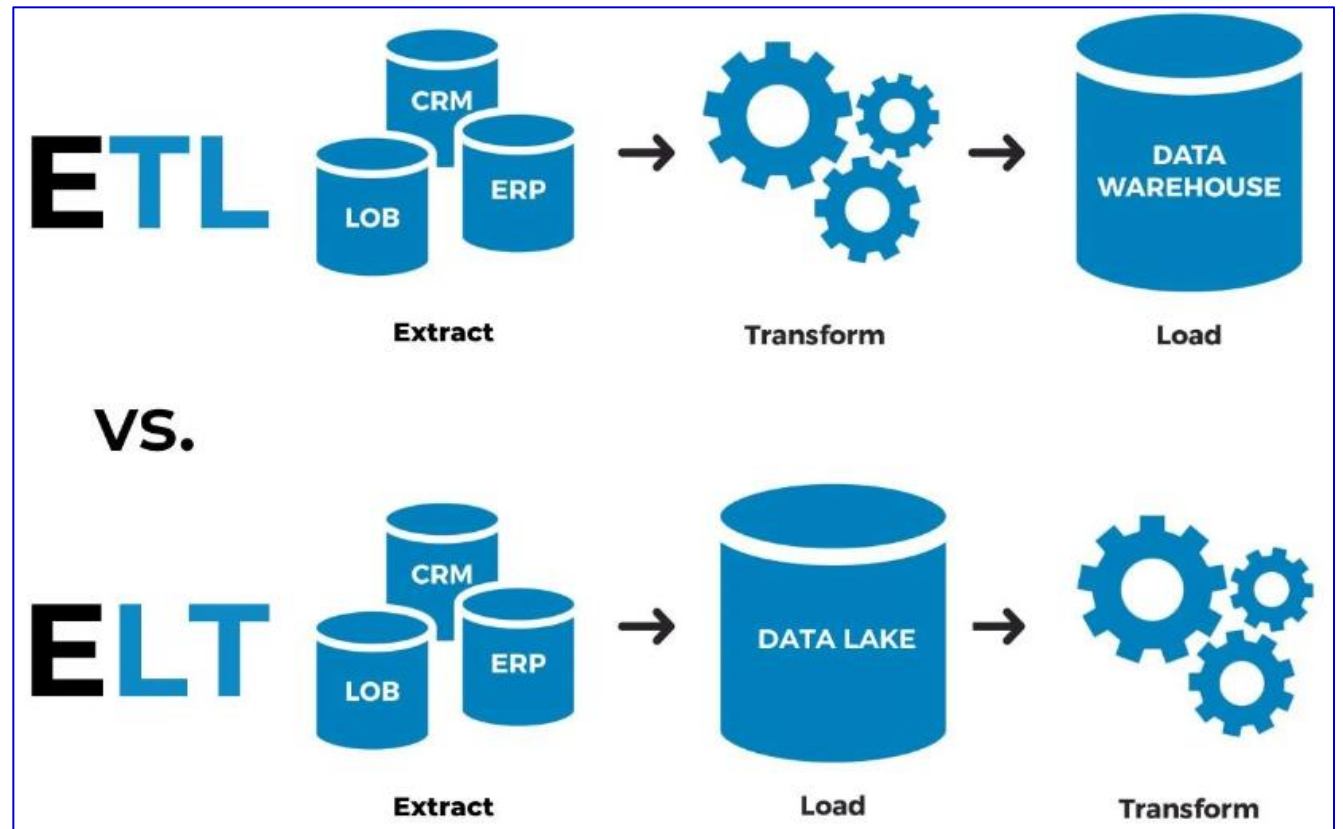 ETL
CRM
LOB
ERP
DATA
WAREHOUSE
Extract
Transform
Load
VS.
ELT
CRM
LOB
ERP
DATA LAKE
Extract
Load
Transform